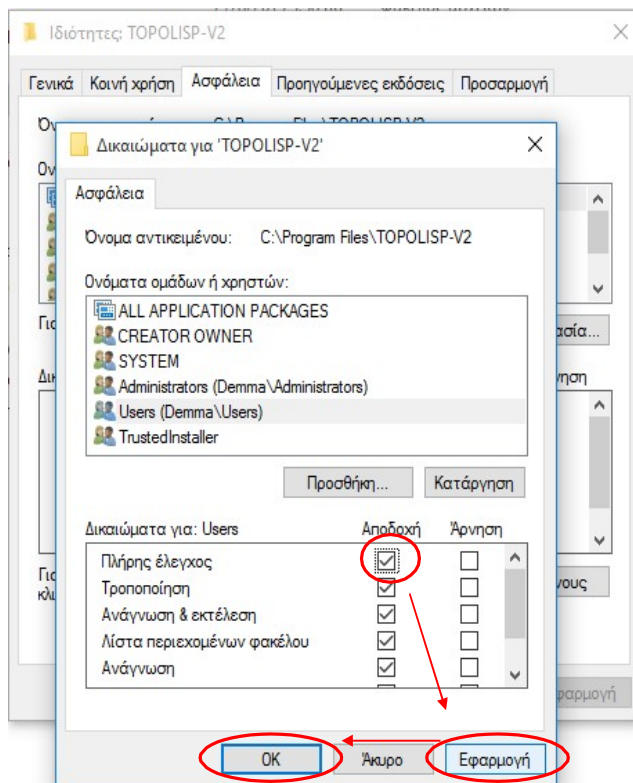 Ιδιότητες: TOPOLISP-V2
Γενικά Κοινή χρήση Ασφάλεια Προηγούμενες εκδόσεις Προσαρμογή
Δικαιώματα για 'TOPOLISP-V2'
Ασφάλεια
Όνομα αντικειμένου: C:\Program Files\TOPOLISP-V2
Ονόματα ομάδων ή χρηστών:
ALL APPLICATION PACKAGES
CREATOR OWNER
SYSTEM
Administrators (Demma\Administrators)
Users (Demma\Users)
TrustedInstaller
Προσθήκη... Κατάργηση
Δικαιώματα για: Users Αποδοχή Άρνηση
Πλήρης έλεγχος
Τροποποίηση
Ανάγνωση & εκτέλεση
Λίστα περιεχομένων φακέλου
Ανάγνωση
OK Άκυρο Εφαρμογή